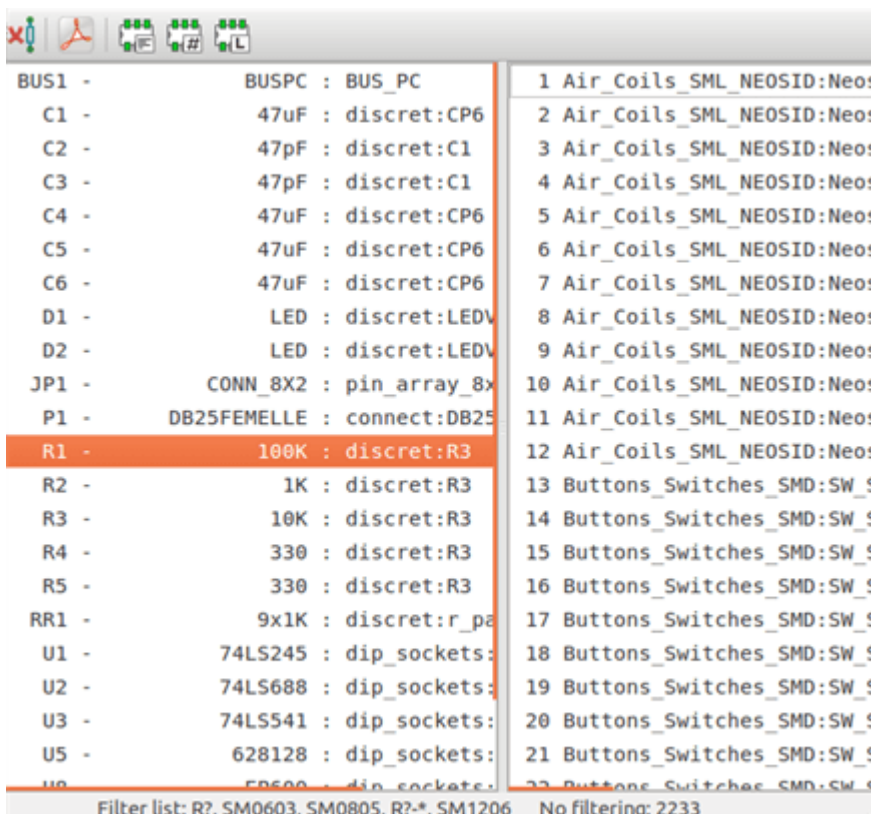 BUS1 - BUSPC : BUS_PC
C1 - 47uF : discret:CP6
C2 - 47pF : discret:C1
C3 - 47pF : discret:C1
C4 - 47uF : discret:CP6
C5 - 47uF : discret:CP6
C6 - 47uF : discret:CP6
D1 - LED : discret:LEDV
D2 - LED : discret:LEDV
JP1 - CONN_8X2 : pin_array_8x
P1 - DB25FEMELLE : connect:DB25
R1 - 100K : discret:R3
R2 - 1K : discret:R3
R3 - 10K : discret:R3
R4 - 330 : discret:R3
R5 - 330 : discret:R3
RR1 - 9x1K : discret:r_pa
U1 - 74LS245 : dip_sockets:
U2 - 74LS688 : dip_sockets:
U3 - 74LS541 : dip_sockets:
U5 - 628128 : dip_sockets:
U8 - EP600 : dip_sockets:
1 Air_Coils_SML_NEOSID:Neos
2 Air_Coils_SML_NEOSID:Neos
3 Air_Coils_SML_NEOSID:Neos
4 Air_Coils_SML_NEOSID:Neos
5 Air_Coils_SML_NEOSID:Neos
6 Air_Coils_SML_NEOSID:Neos
7 Air_Coils_SML_NEOSID:Neos
8 Air_Coils_SML_NEOSID:Neos
9 Air_Coils_SML_NEOSID:Neos
10 Air_Coils_SML_NEOSID:Neos
11 Air_Coils_SML_NEOSID:Neos
12 Air_Coils_SML_NEOSID:Neos
13 Buttons_Switches_SMD:SW_S
14 Buttons_Switches_SMD:SW_S
15 Buttons_Switches_SMD:SW_S
16 Buttons_Switches_SMD:SW_S
17 Buttons_Switches_SMD:SW_S
18 Buttons_Switches_SMD:SW_S
19 Buttons_Switches_SMD:SW_S
20 Buttons_Switches_SMD:SW_S
21 Buttons_Switches_SMD:SW_S
22 Buttons_Switches_SMD:SW_S
Filter list: R?, SM0603, SM0805, R?-*, SM1206 No filtering: 2233